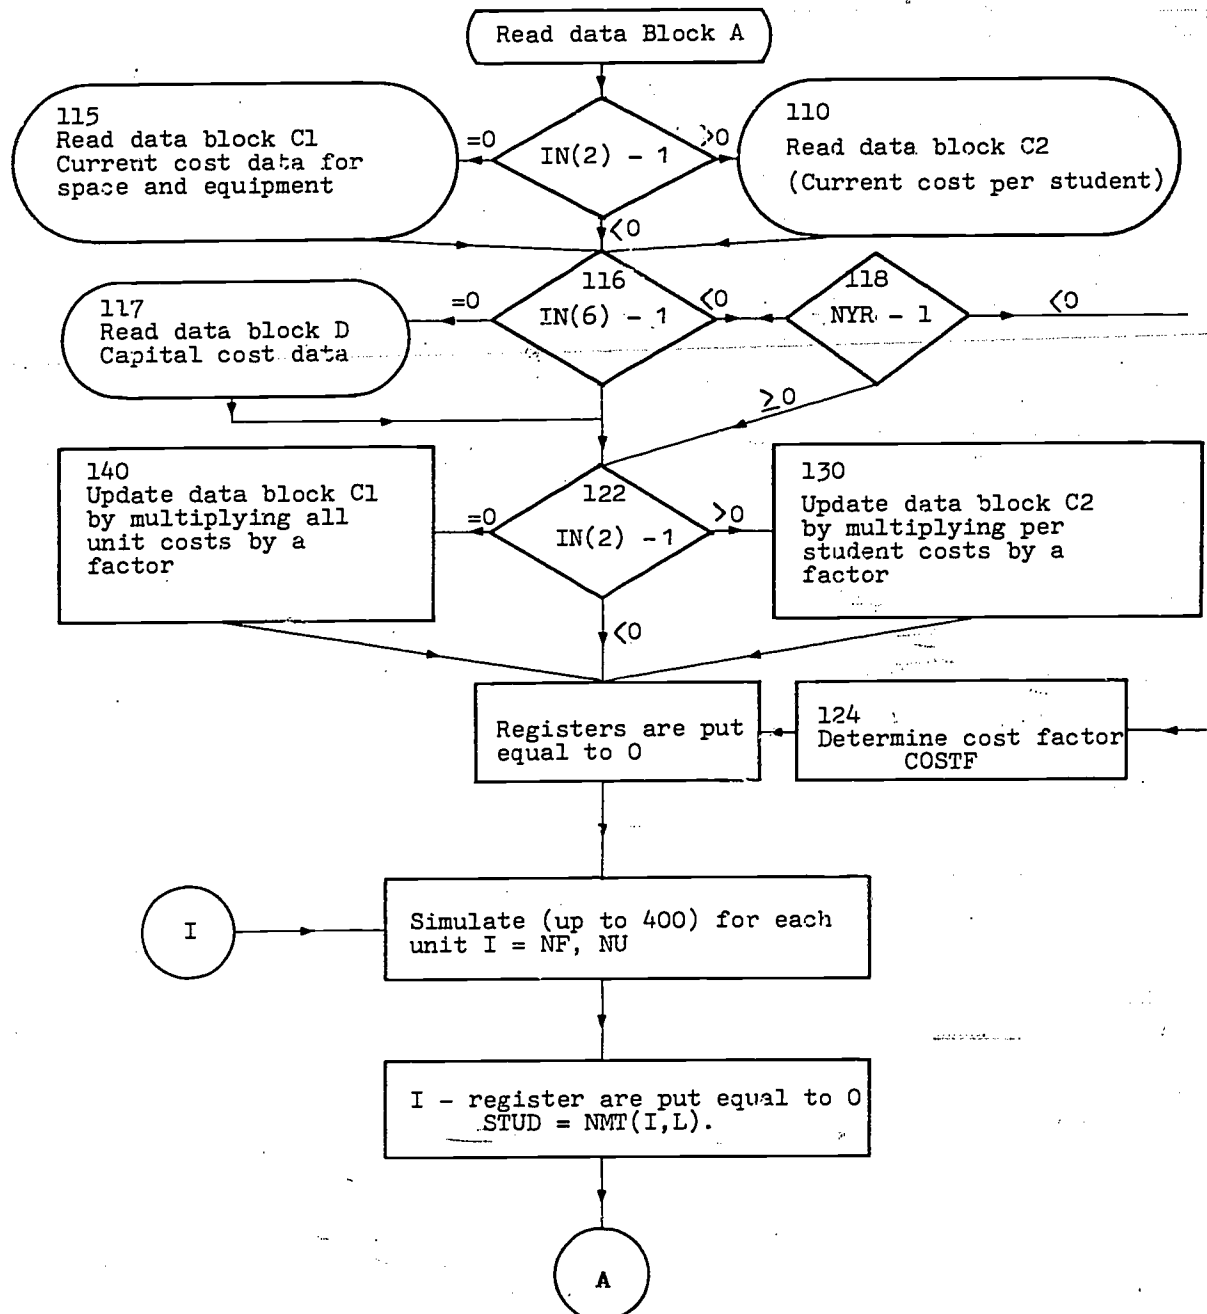 Read data Block A
115
Read data block C1
Current cost data for
space and equipment
=0
IN(2) - 1
>0
110
Read data block C2
(Current cost per student)
<0
117
Read data block D
Capital cost data
=0
116
IN(6) - 1
<0
118
NYR - 1
<0
≥0
140
Update data block C1
by multiplying all
unit costs by a
factor
=0
122
IN(2) - 1
>0
130
Update data block C2
by multiplying per
student costs by a
factor
<0
Registers are put
equal to 0
124
Determine cost factor
COSTF
I
Simulate (up to 400) for each
unit I = NF, NU
I - register are put equal to 0
STUD = NMT(I,L).
A